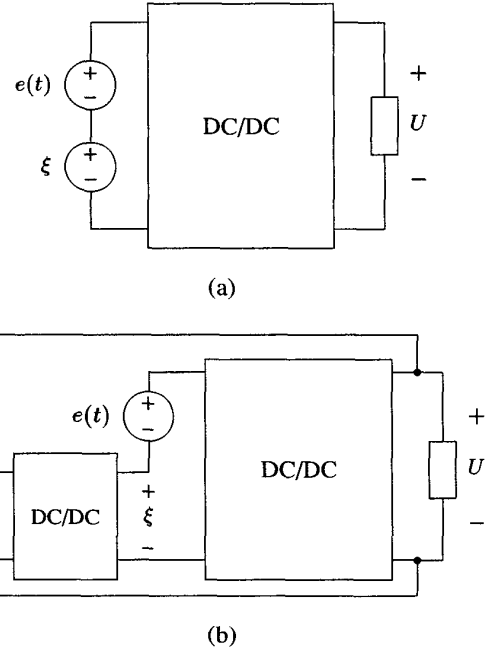 +
e(t)
−
DC/DC
+
U
−
+
ξ
−
(a)
+
e(t)
−
DC/DC
+
U
−
DC/DC
+
ξ
−
(b)